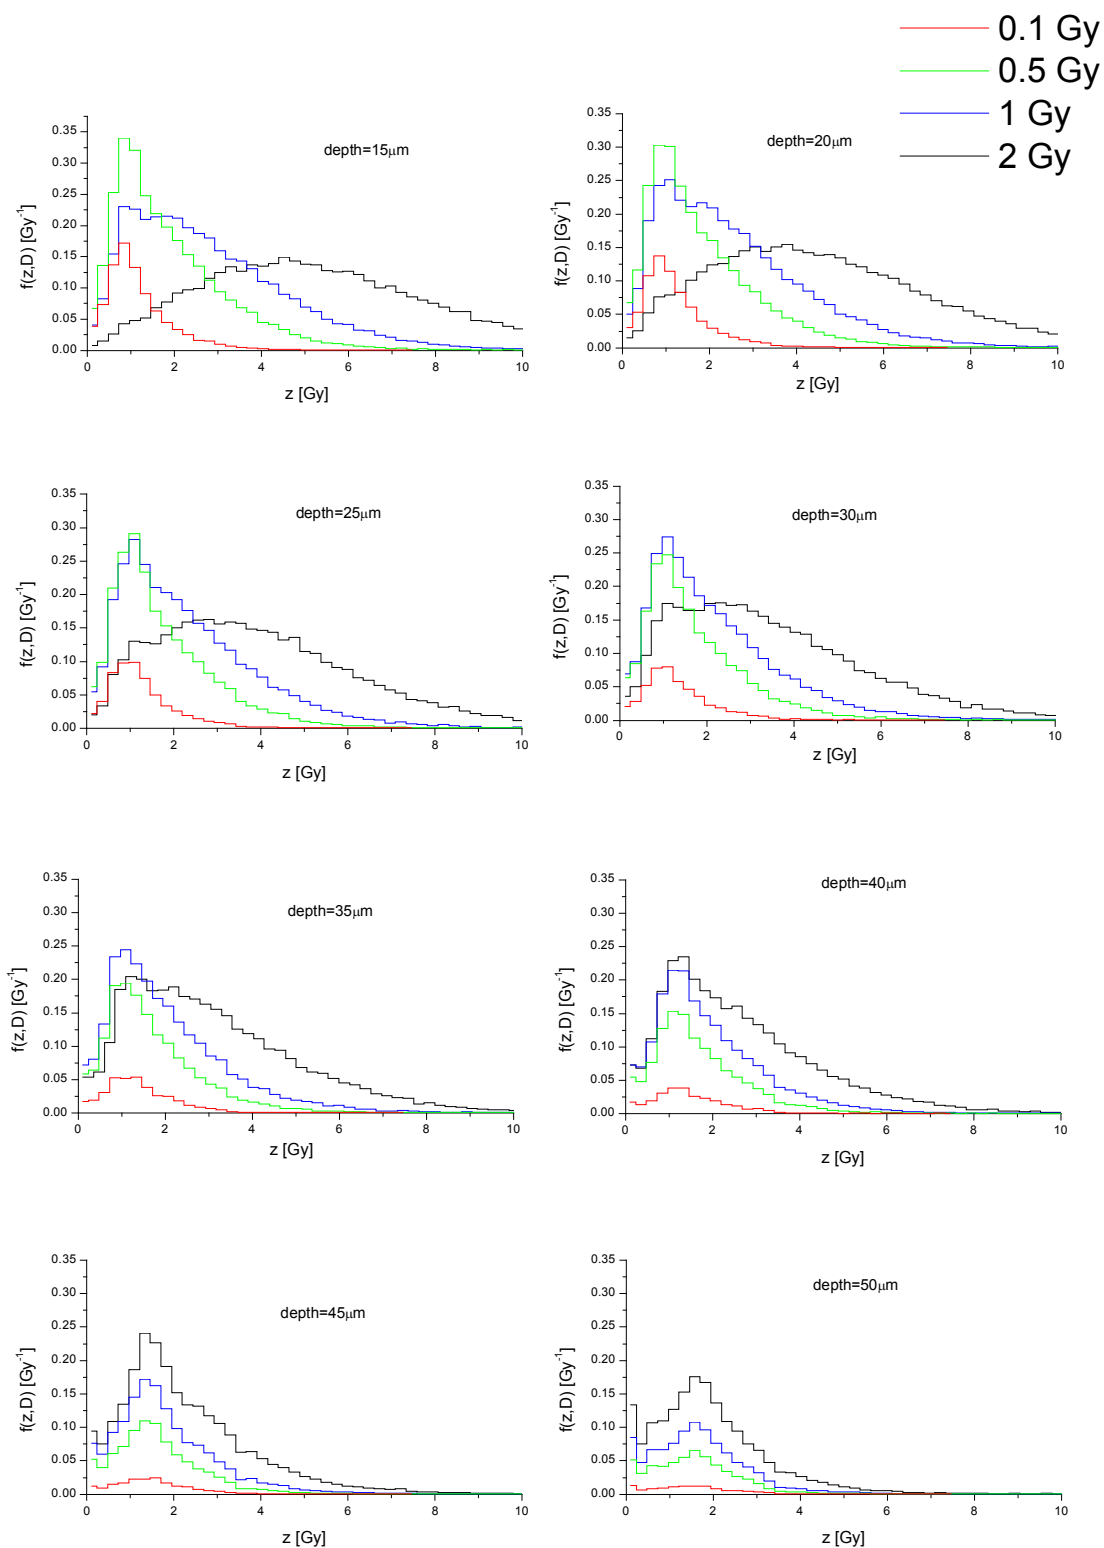 0.1 Gy
0.5 Gy
1 Gy
2 Gy
depth=15μm
0.35
0.30
0.25
0.20
0.15
0.10
0.05
0.00
f(z,D) [Gy-1]
0 2 4 6 8 10
z [Gy]
depth=20μm
0.35
0.30
0.25
0.20
0.15
0.10
0.05
0.00
f(z,D) [Gy-1]
0 2 4 6 8 10
z [Gy]
depth=25μm
0.35
0.30
0.25
0.20
0.15
0.10
0.05
0.00
f(z,D) [Gy-1]
0 2 4 6 8 10
z [Gy]
depth=30μm
0.35
0.30
0.25
0.20
0.15
0.10
0.05
0.00
f(z,D) [Gy-1]
0 2 4 6 8 10
z [Gy]
depth=35μm
0.35
0.30
0.25
0.20
0.15
0.10
0.05
0.00
f(z,D) [Gy-1]
0 2 4 6 8 10
z [Gy]
depth=40μm
0.35
0.30
0.25
0.20
0.15
0.10
0.05
0.00
f(z,D) [Gy-1]
0 2 4 6 8 10
z [Gy]
depth=45μm
0.35
0.30
0.25
0.20
0.15
0.10
0.05
0.00
f(z,D) [Gy-1]
0 2 4 6 8 10
z [Gy]
depth=50μm
0.35
0.30
0.25
0.20
0.15
0.10
0.05
0.00
f(z,D) [Gy-1]
0 2 4 6 8 10
z [Gy]